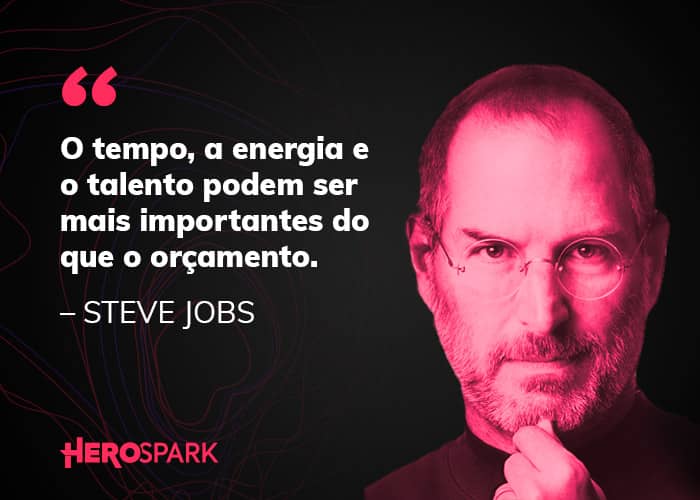 “
O tempo, a energia e
o talento podem ser
mais importantes do
que o orçamento.
– STEVE JOBS
HEROSPARK